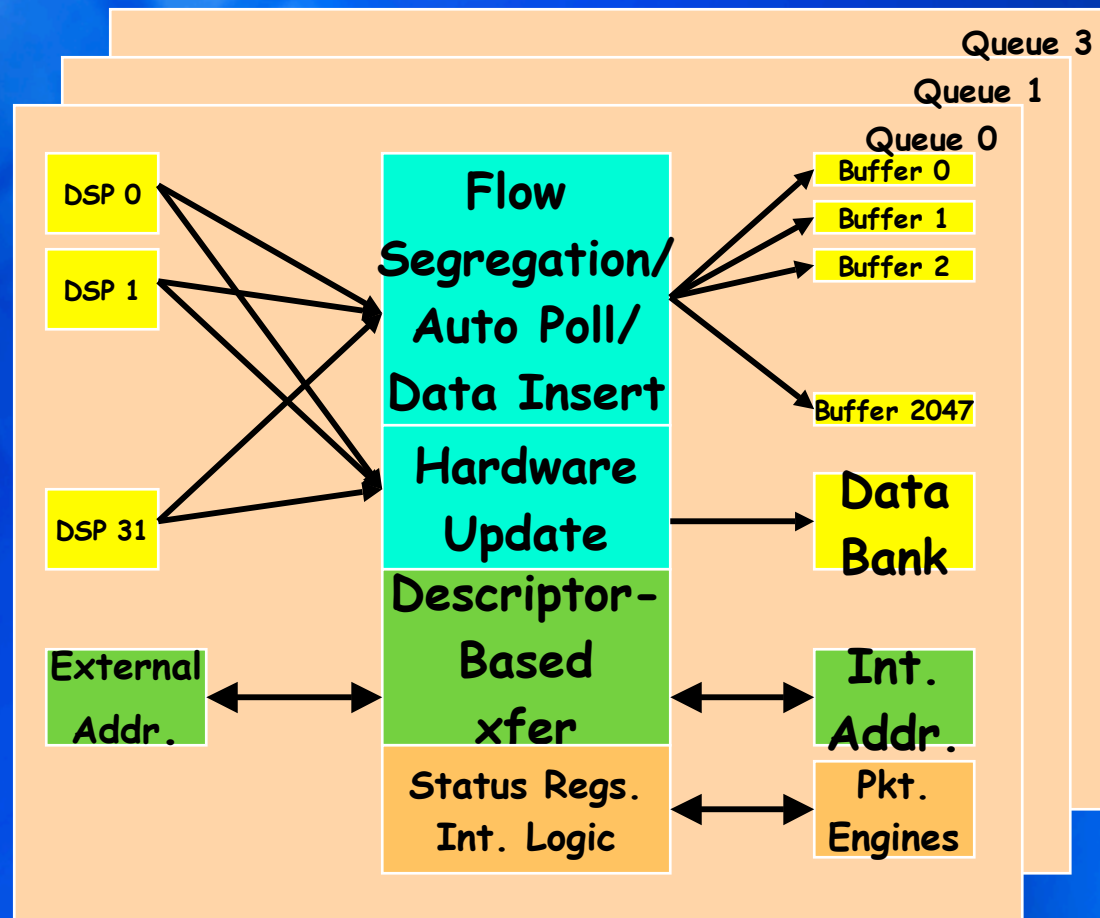 Queue 3
Queue 1
Queue 0
DSP 0
DSP 1
DSP 31
External
Addr.
Flow
Segregation/
Auto Poll/
Data Insert
Hardware
Update
Descriptor-
Based
xfer
Status Regs.
Int. Logic
Buffer 0
Buffer 1
Buffer 2
Buffer 2047
Data
Bank
Int.
Addr.
Pkt.
Engines